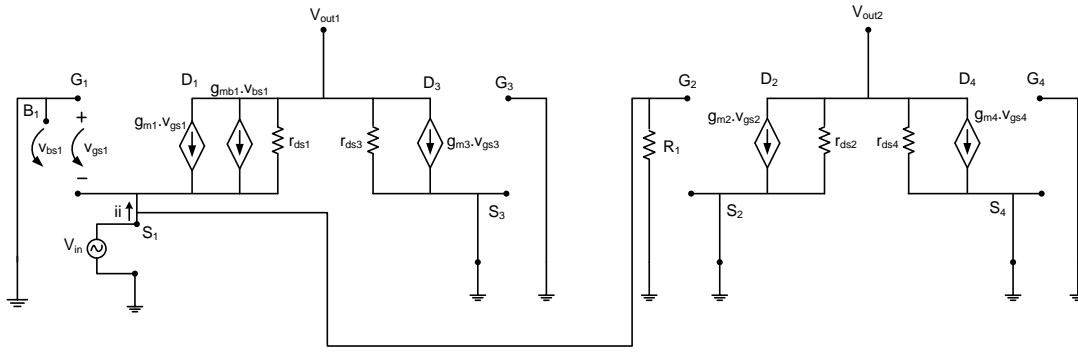 Vout1
Vout2
G1
D1
gmb1.vbs1
D3
G3
G2
D2
D4
G4
B1
+
gm1.vgs1
gm2.vgs2
gm4.vgs4
vbs1
vgs1
rds1
rds3
gm3.vgs3
R1
rds2
rds4
−
ii
S1
S3
S2
S4
Vin